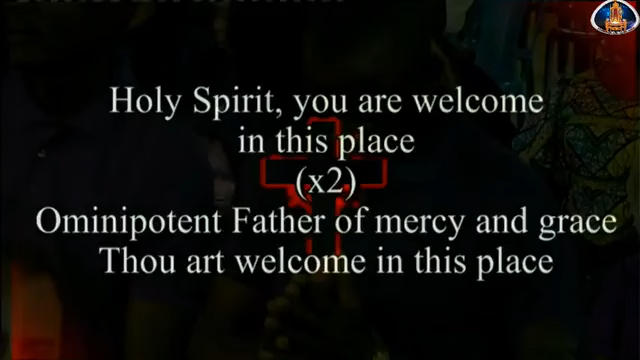 Holy Spirit, you are welcome
in this place
(x2)
Ominipotent Father of mercy and grace
Thou art welcome in this place